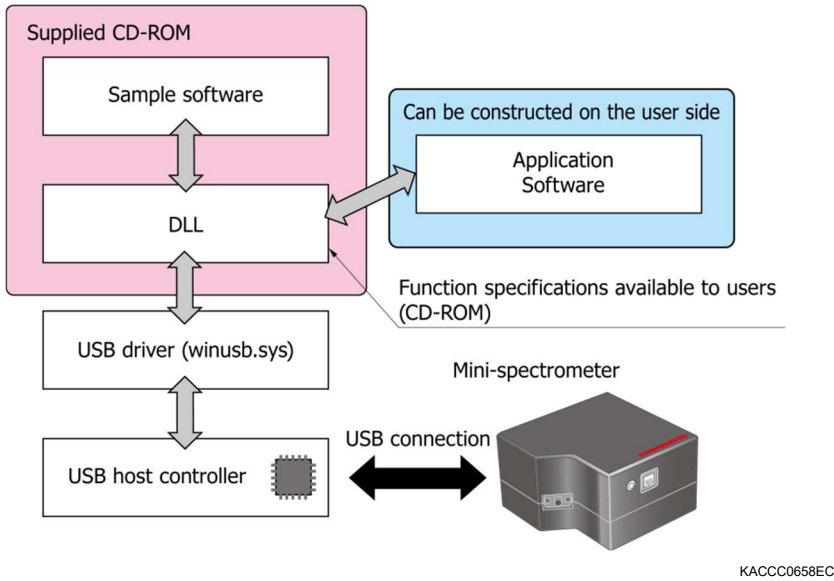 Supplied CD-ROM
Sample software
DLL
Can be constructed on the user side
Application
Software
Function specifications available to users
(CD-ROM)
USB driver (winusb.sys)
Mini-spectrometer
USB connection
USB host controller
KACCC0658EC